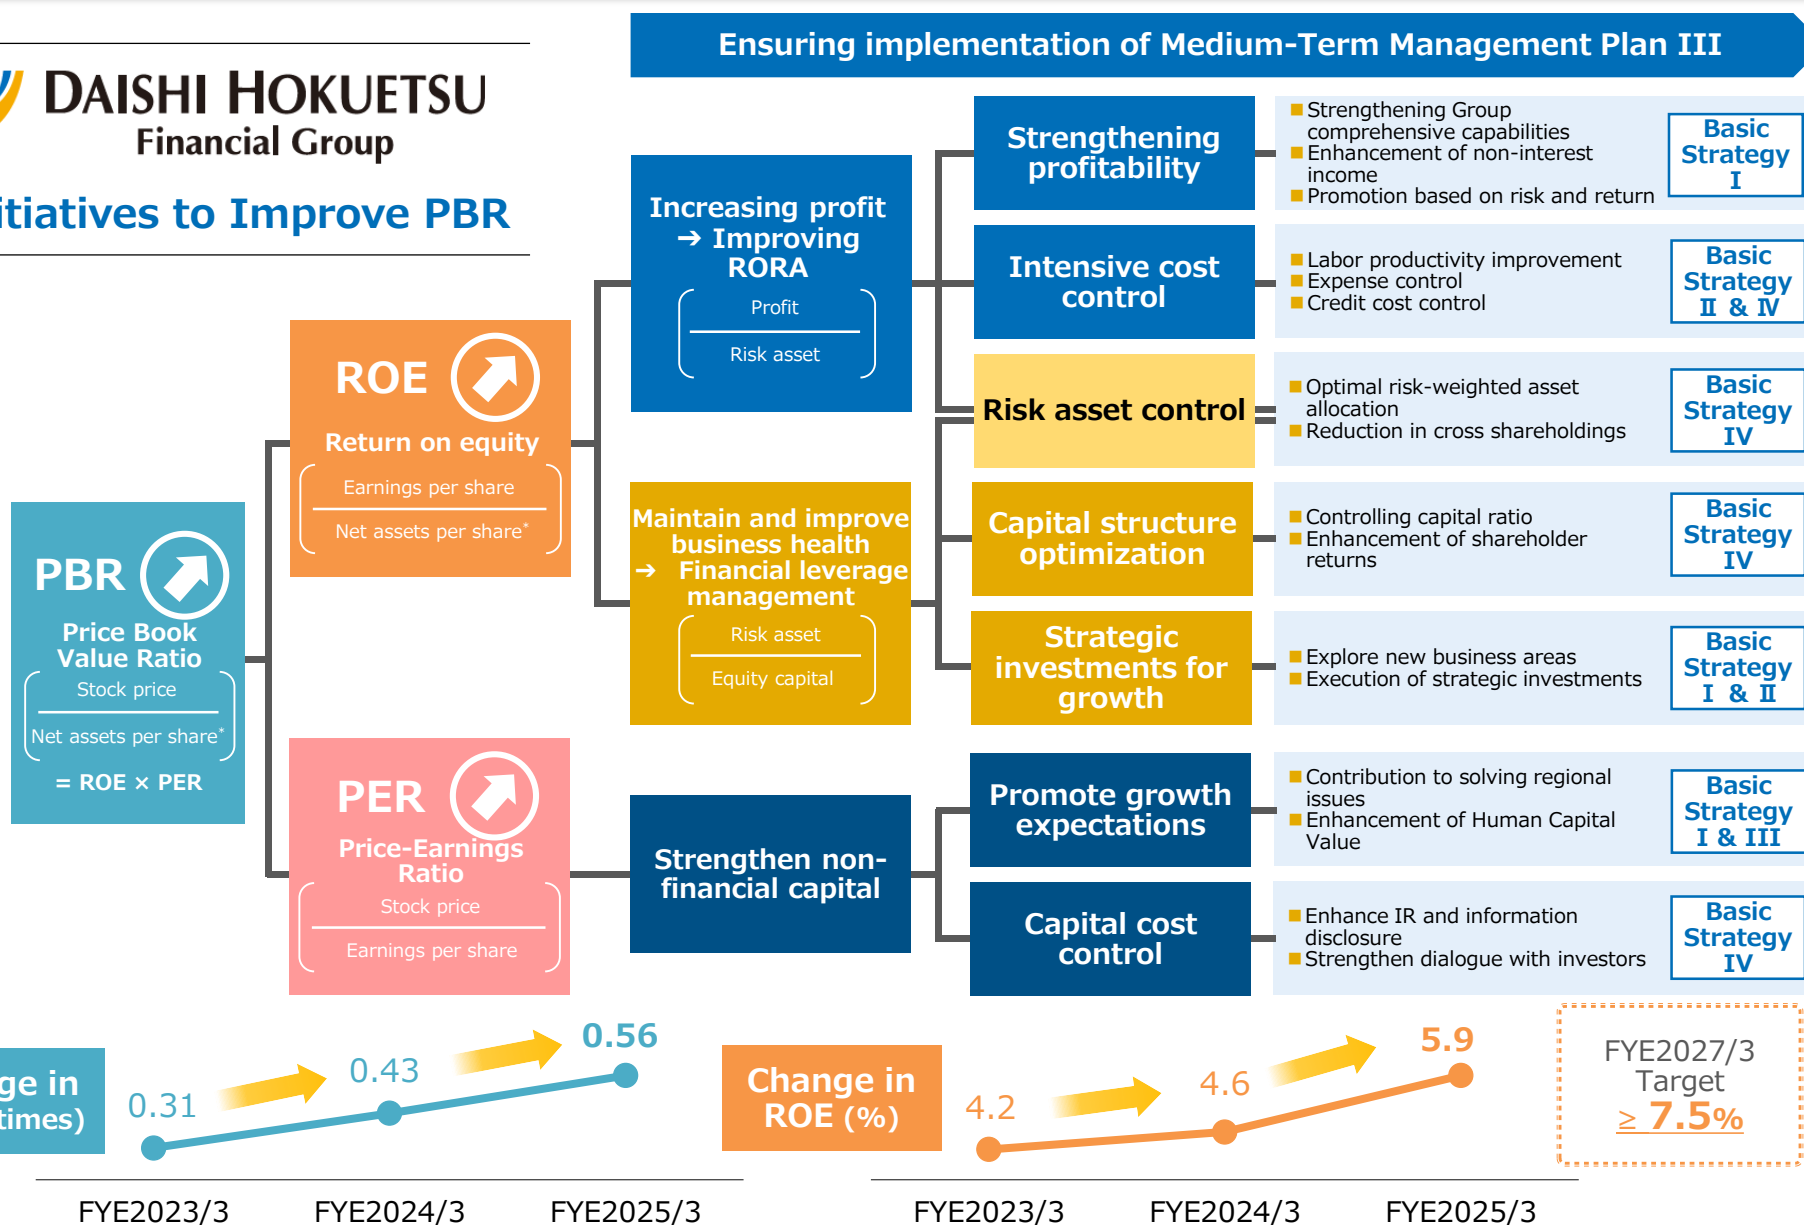 DAISHI HOKUETSU
Financial Group
itiatives to Improve PBR
Ensuring implementation of Medium-Term Management Plan III
PBR
Price Book
Value Ratio
Stock price
Net assets per share*
= ROE × PER
ROE
Return on equity
Earnings per share
Net assets per share*
PER
Price-Earnings
Ratio
Stock price
Earnings per share
Increasing profit
➔ Improving
RORA
Profit
Risk asset
Maintain and improve
business health
➔ Financial leverage
management
Risk asset
Equity capital
Strengthen non-
financial capital
Strengthening
profitability
■ Strengthening Group
comprehensive capabilities
■ Enhancement of non-interest
income
■ Promotion based on risk and return
Basic
Strategy
I
Intensive cost
control
■ Labor productivity improvement
■ Expense control
■ Credit cost control
Basic
Strategy
Ⅱ & Ⅳ
Risk asset control
■ Optimal risk-weighted asset
allocation
■ Reduction in cross shareholdings
Basic
Strategy
IV
Capital structure
optimization
■ Controlling capital ratio
■ Enhancement of shareholder
returns
Basic
Strategy
IV
Strategic
investments for
growth
■ Explore new business areas
■ Execution of strategic investments
Basic
Strategy
I & Ⅱ
Promote growth
expectations
■ Contribution to solving regional
issues
■ Enhancement of Human Capital
Value
Basic
Strategy
I & III
Capital cost
control
■ Enhance IR and information
disclosure
■ Strengthen dialogue with investors
Basic
Strategy
IV
ge in
times)
0.31
0.43
0.56
FYE2023/3
FYE2024/3
FYE2025/3
Change in
ROE (%)
4.2
4.6
5.9
FYE2023/3
FYE2024/3
FYE2025/3
FYE2027/3
Target
≥ 7.5%